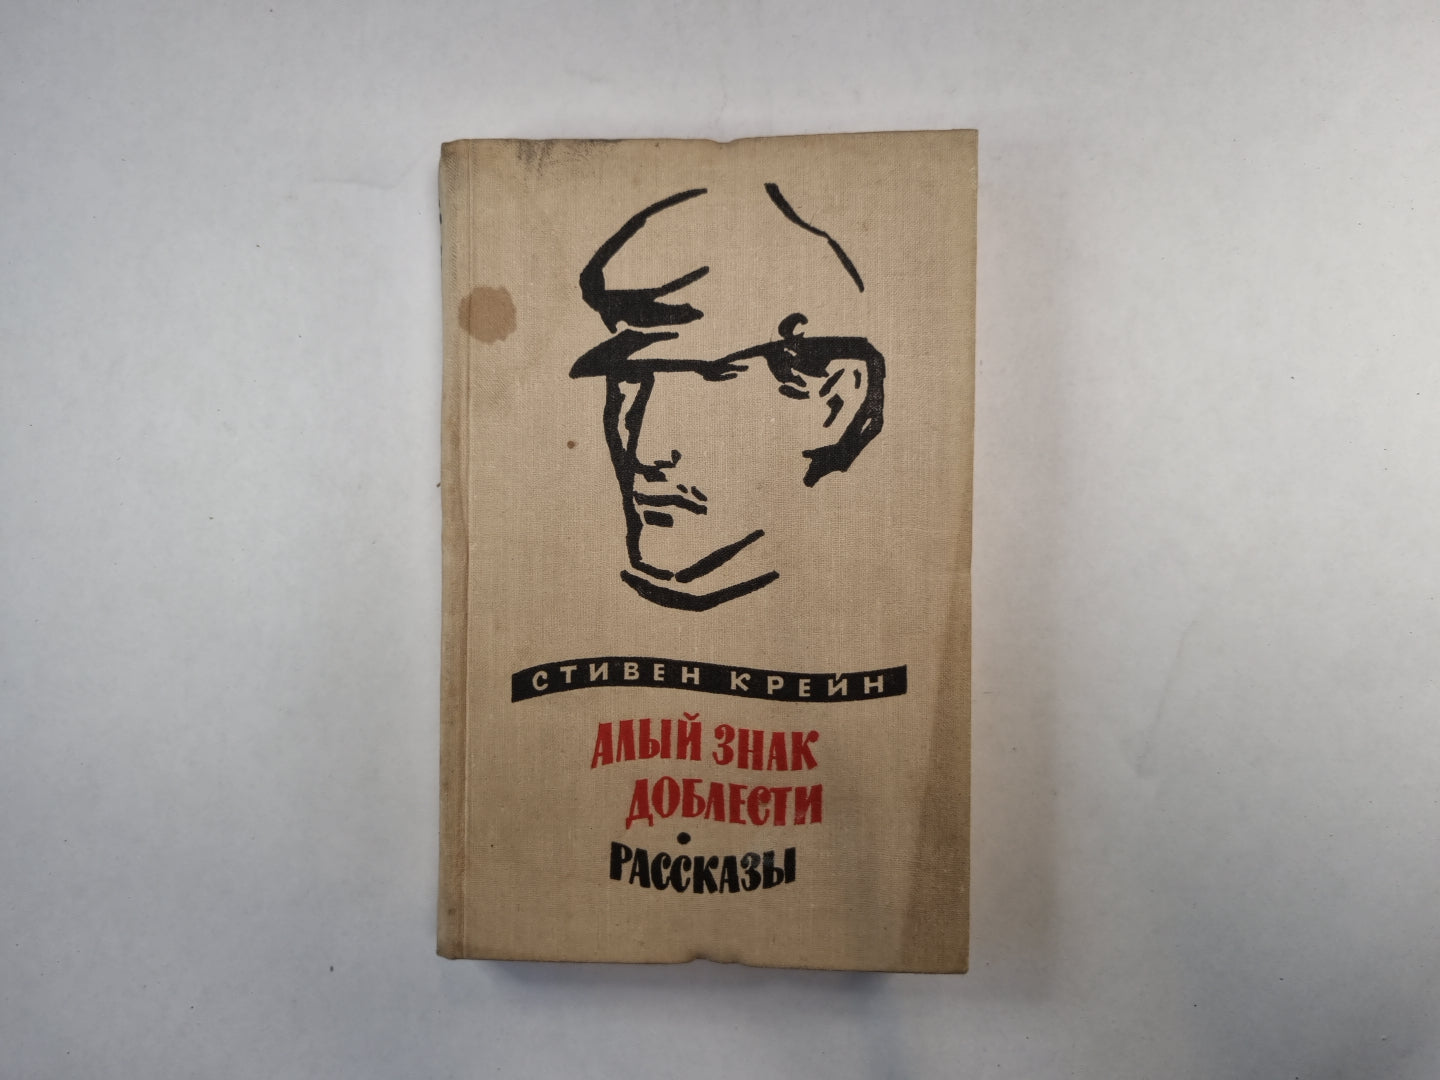 СТИВЕН КРЕЙН
АЛЫЙ ЗНАК
ДОБЛЕСТИ
•
РАССКАЗЫ